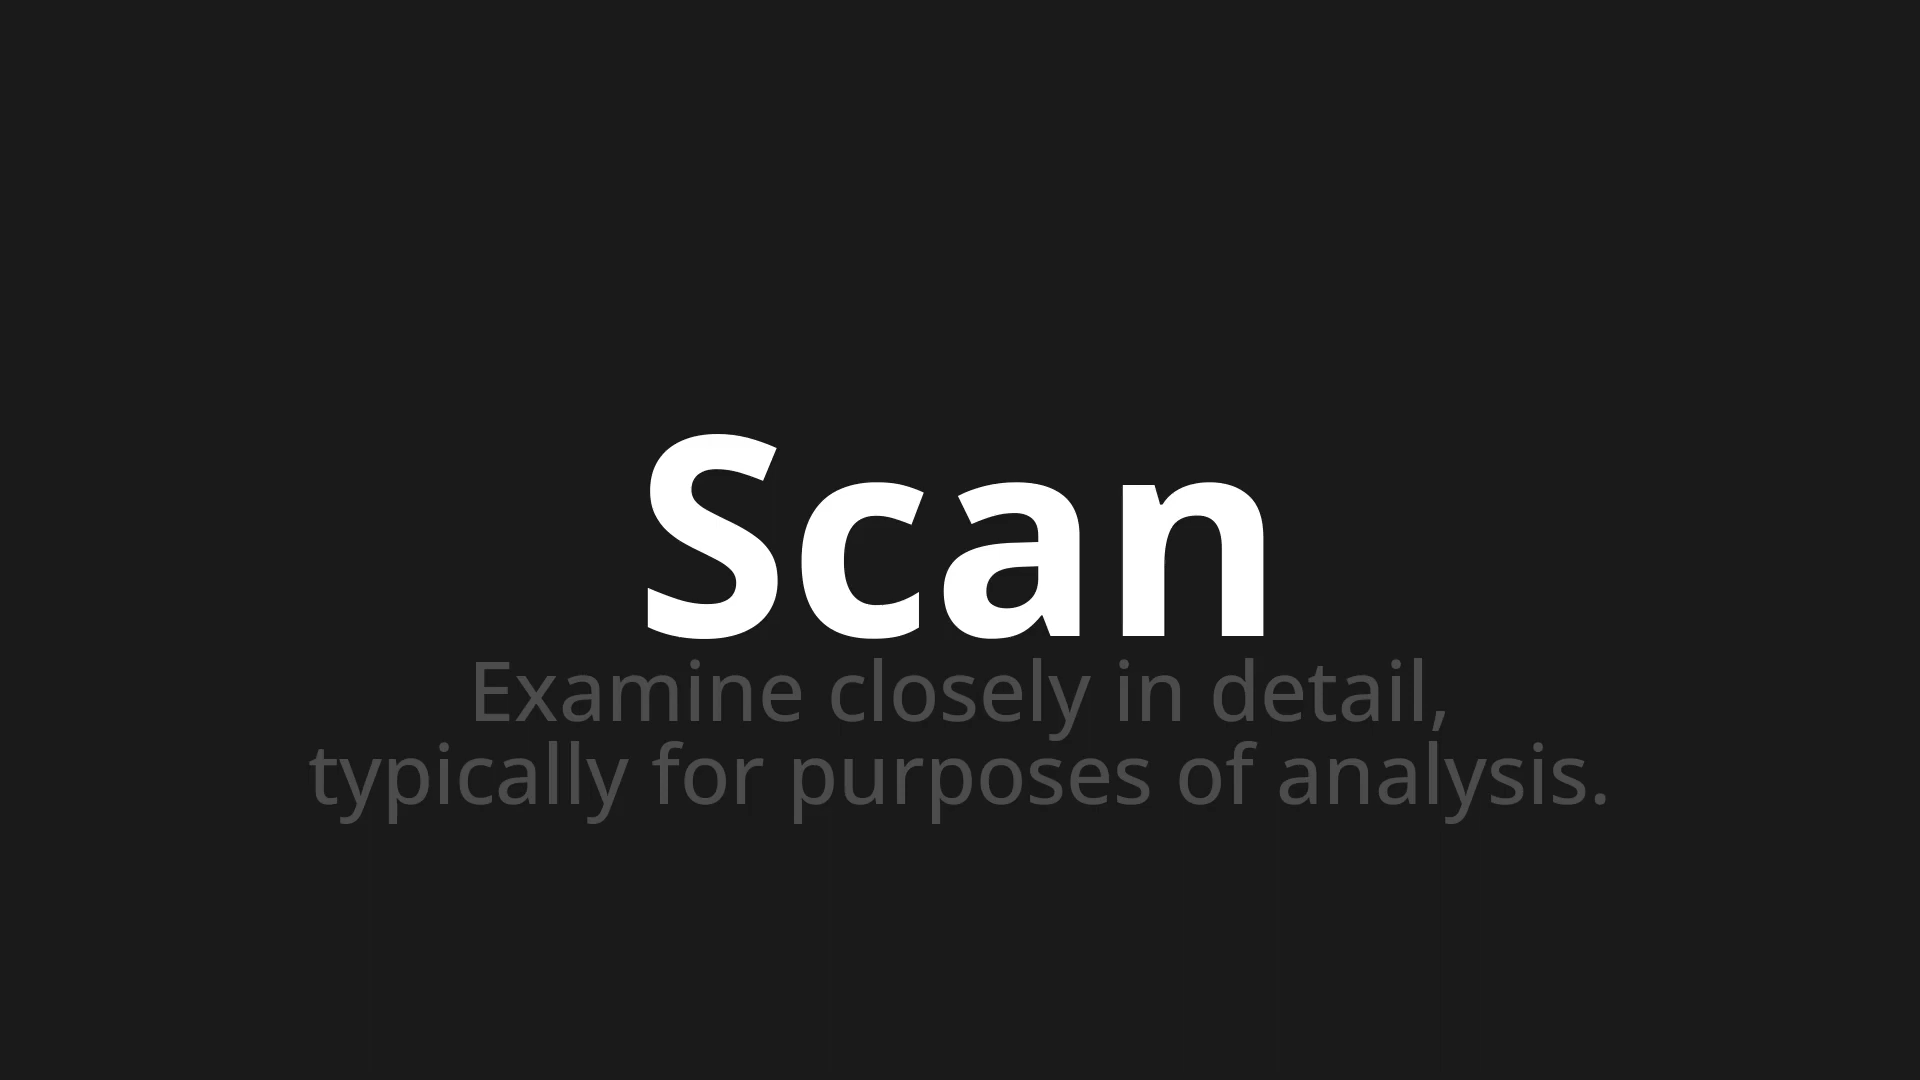 Scan
Examine closely in detail,
typically for purposes of analysis.